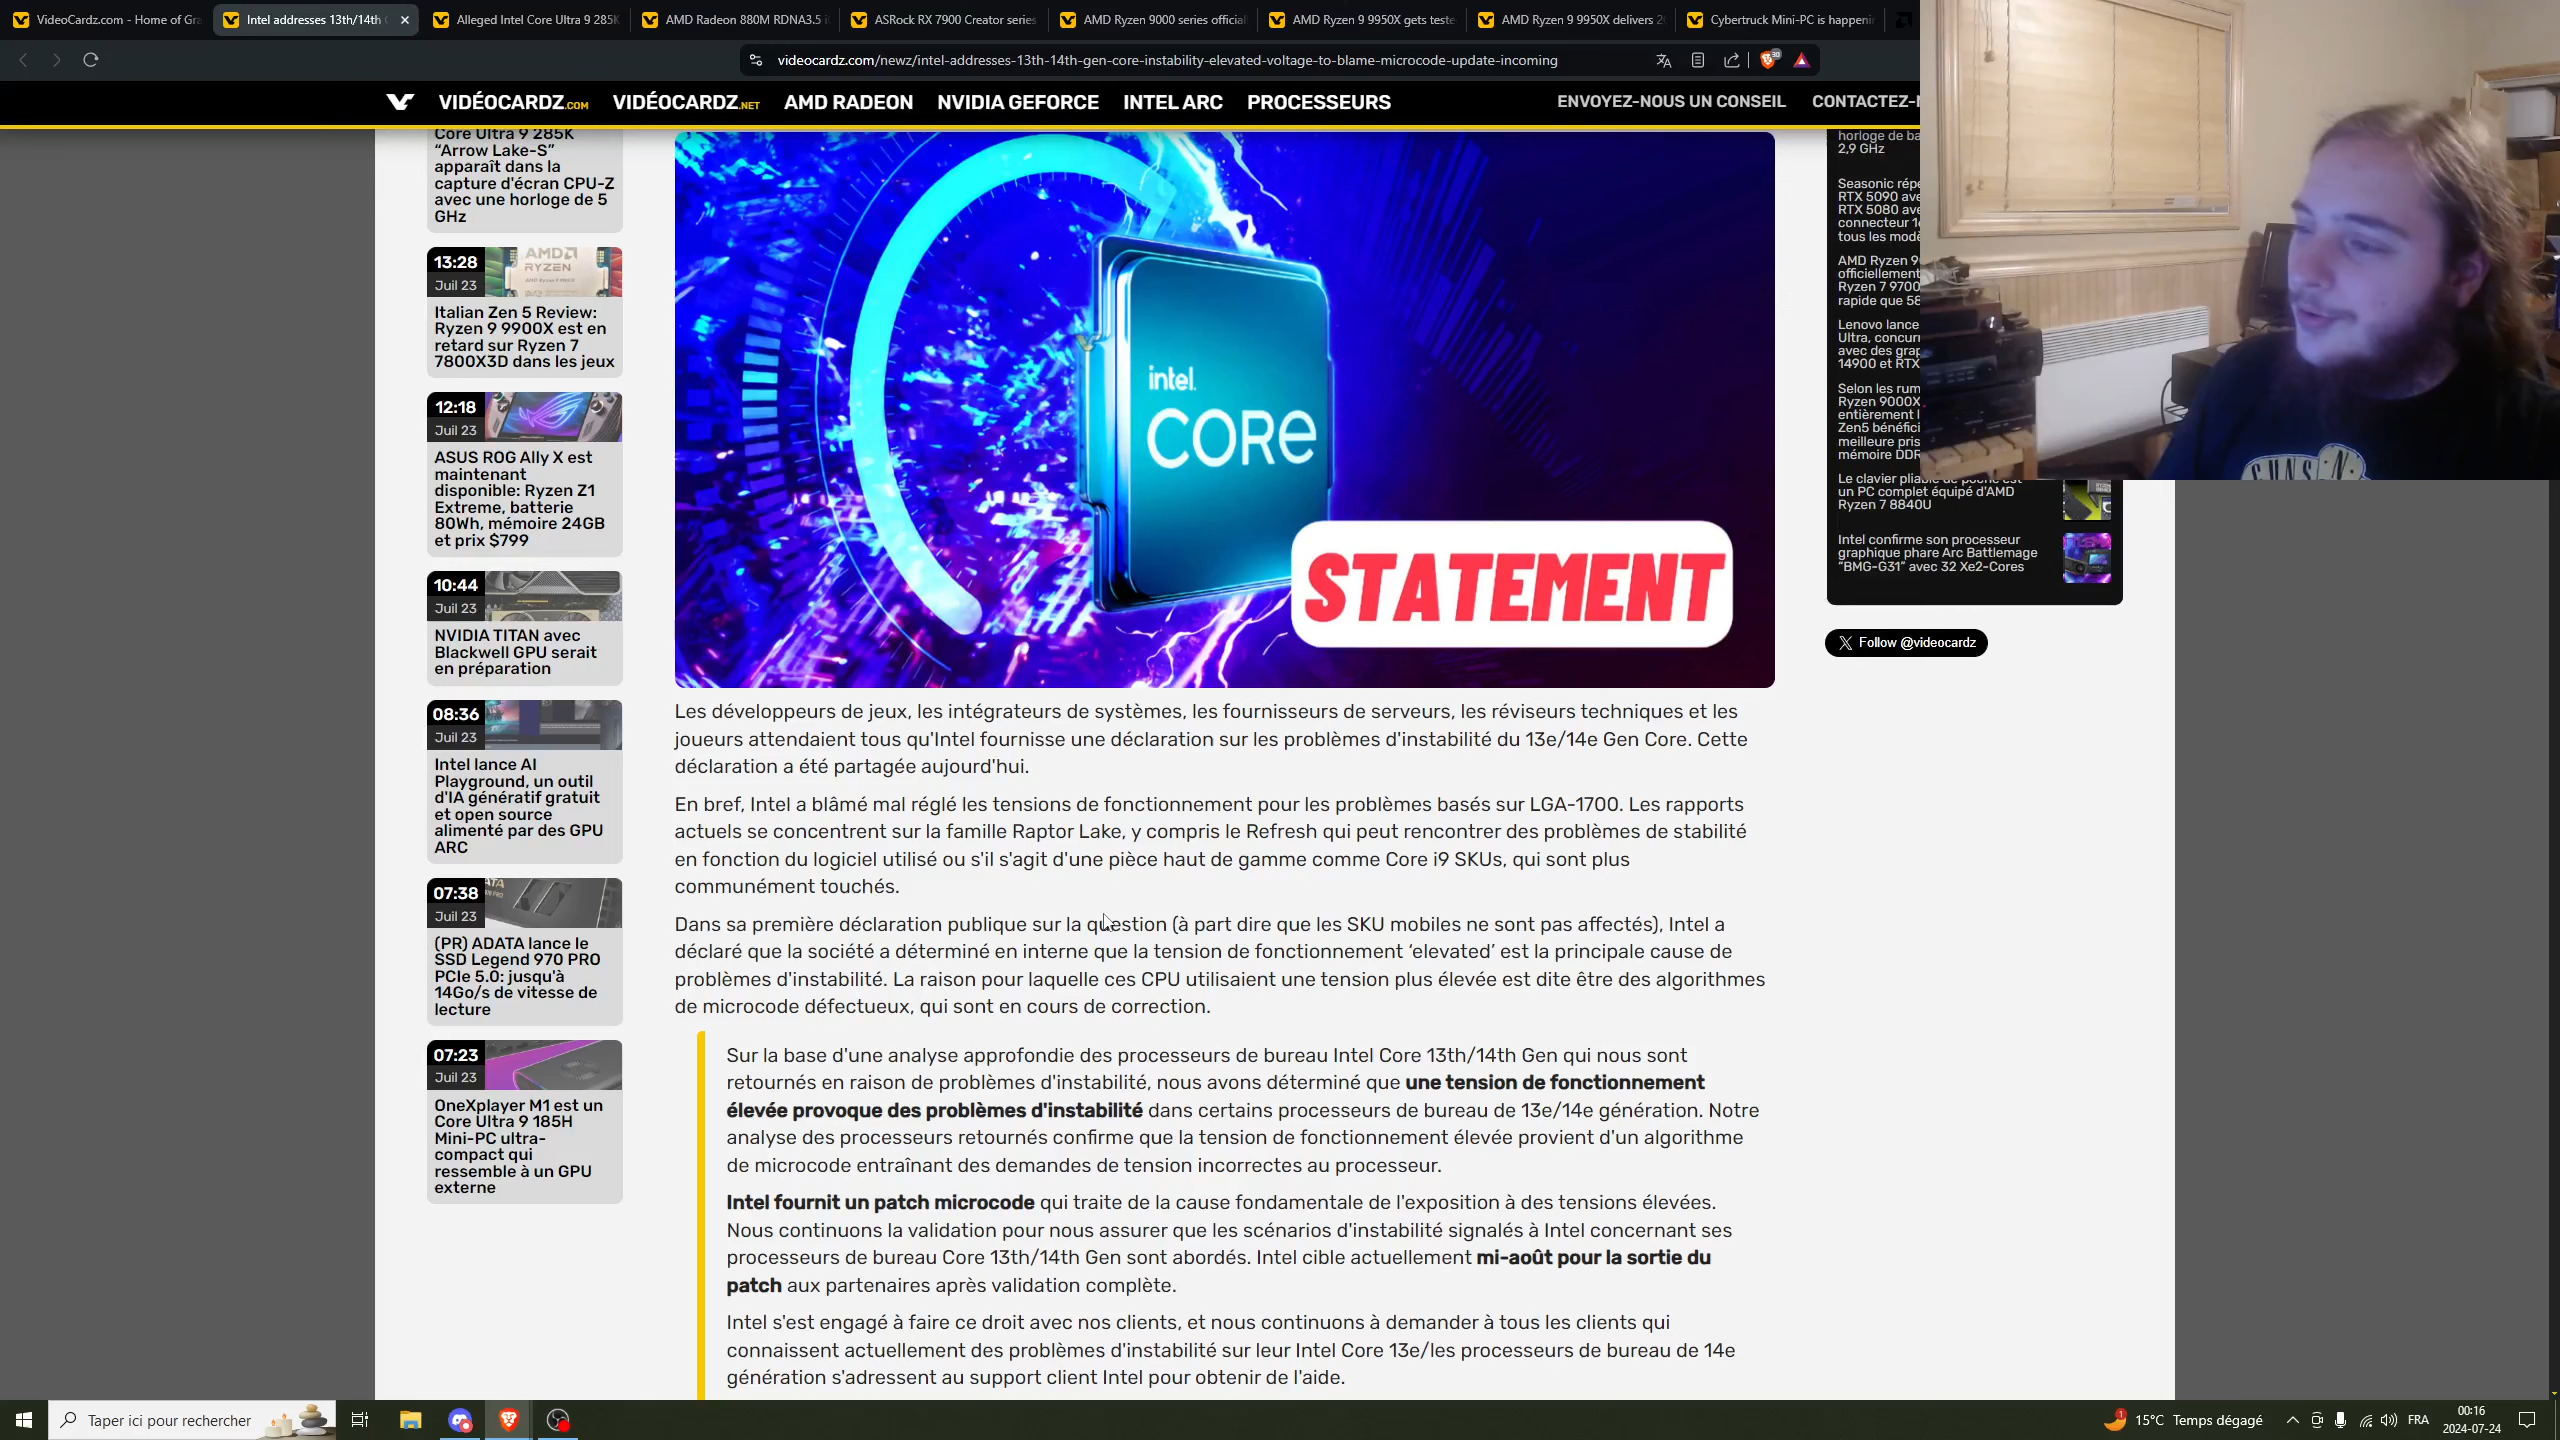 VideoCardz.com - Home of Gra
Intel addresses 13th/14th
Alleged Intel Core Ultra 9 285K
AMD Radeon 880M RDNA3.5 i
ASRock RX 7900 Creator series
AMD Ryzen 9000 series official
AMD Ryzen 9 9950X gets teste
AMD Ryzen 9 9950X delivers 2
Cybertruck Mini-PC is happenin
videocardz.com/newz/intel-addresses-13th-14th-gen-core-instability-elevated-voltage-to-blame-microcode-update-incoming
VIDÉOCARDZ.COM VIDÉOCARDZ.NET AMD RADEON NVIDIA GEFORCE INTEL ARC PROCESSEURS
ENVOYEZ-NOUS UN CONSEIL CONTACTEZ-
Core Ultra 9 285K
“Arrow Lake-S”
apparaît dans la
capture d'écran CPU-Z
avec une horloge de 5
GHz
13:28
Juil 23
AMD
RYZEN
Italian Zen 5 Review:
Ryzen 9 9900X est en
retard sur Ryzen 7
7800X3D dans les jeux
12:18
Juil 23
ASUS ROG Ally X est
maintenant
disponible: Ryzen Z1
Extreme, batterie
80Wh, mémoire 24GB
et prix $799
10:44
Juil 23
NVIDIA TITAN avec
Blackwell GPU serait
en préparation
08:36
Juil 23
Intel lance AI
Playground, un outil
d'IA génératif gratuit
et open source
alimenté par des GPU
ARC
07:38
Juil 23
(PR) ADATA lance le
SSD Legend 970 PRO
PCIe 5.0: jusqu'à
14Go/s de vitesse de
lecture
07:23
Juil 23
OneXplayer M1 est un
Core Ultra 9 185H
Mini-PC ultra-
compact qui
ressemble à un GPU
externe
intel.
CORE
STATEMENT
Les développeurs de jeux, les intégrateurs de systèmes, les fournisseurs de serveurs, les réviseurs techniques et les
joueurs attendaient tous qu'Intel fournisse une déclaration sur les problèmes d'instabilité du 13e/14e Gen Core. Cette
déclaration a été partagée aujourd'hui.
En bref, Intel a blâmé mal réglé les tensions de fonctionnement pour les problèmes basés sur LGA-1700. Les rapports
actuels se concentrent sur la famille Raptor Lake, y compris le Refresh qui peut rencontrer des problèmes de stabilité
en fonction du logiciel utilisé ou s'il s'agit d'une pièce haut de gamme comme Core i9 SKUs, qui sont plus
communément touchés.
Dans sa première déclaration publique sur la question (à part dire que les SKU mobiles ne sont pas affectés), Intel a
déclaré que la société a déterminé en interne que la tension de fonctionnement ‘elevated’ est la principale cause de
problèmes d'instabilité. La raison pour laquelle ces CPU utilisaient une tension plus élevée est dite être des algorithmes
de microcode défectueux, qui sont en cours de correction.
Sur la base d'une analyse approfondie des processeurs de bureau Intel Core 13th/14th Gen qui nous sont
retournés en raison de problèmes d'instabilité, nous avons déterminé que une tension de fonctionnement
élevée provoque des problèmes d'instabilité dans certains processeurs de bureau de 13e/14e génération. Notre
analyse des processeurs retournés confirme que la tension de fonctionnement élevée provient d'un algorithme
de microcode entraînant des demandes de tension incorrectes au processeur.
Intel fournit un patch microcode qui traite de la cause fondamentale de l'exposition à des tensions élevées.
Nous continuons la validation pour nous assurer que les scénarios d'instabilité signalés à Intel concernant ses
processeurs de bureau Core 13th/14th Gen sont abordés. Intel cible actuellement mi-août pour la sortie du
patch aux partenaires après validation complète.
Intel s'est engagé à faire ce droit avec nos clients, et nous continuons à demander à tous les clients qui
connaissent actuellement des problèmes d'instabilité sur leur Intel Core 13e/les processeurs de bureau de 14e
génération s'adressent au support client Intel pour obtenir de l'aide.
horloge de ba
2,9 GHz
Seasonic répe
RTX 5090 ave
RTX 5080 ave
connecteur 1
tous les modè
AMD Ryzen 9
officiellement
Ryzen 7 9700
rapide que 58
Lenovo lance
Ultra, concurr
avec des grap
14900 et RTX
Selon les rum
Ryzen 9000X
entièrement
Zen5 bénéfici
meilleure pris
mémoire DDR
Le clavier pliable de poche est
un PC complet équipé d'AMD
Ryzen 7 8840U
Intel confirme son processeur
graphique phare Arc Battlemage
“BMG-G31” avec 32 Xe2-Cores
Follow @videocardz
GUNS N
Taper ici pour rechercher
15°C Temps dégagé
FRA
00:16
2024-07-24